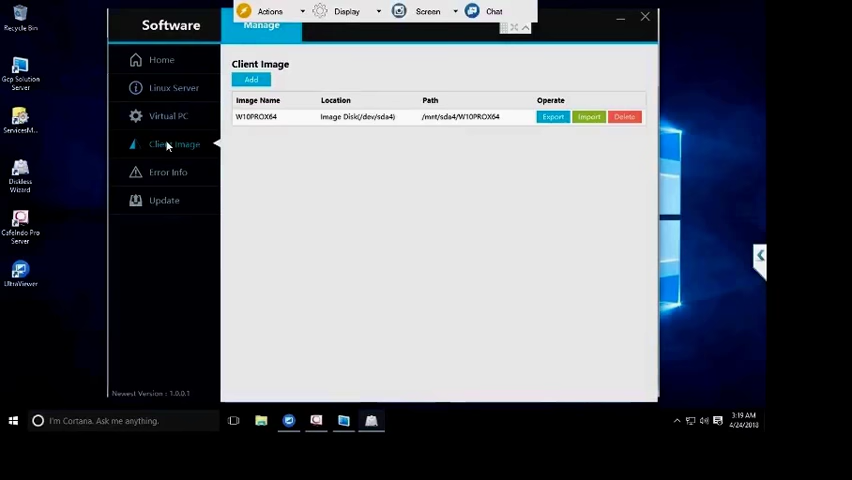 Actions
Display
Screen
Chat
Recycle Bin
Gcp Solution
Server
ServicesM...
Diskless
Wizard
CafeIndo Pro
Server
UltraViewer
Software
Manage
Home
Linux Server
Virtual PC
Client Image
Error Info
Update
Newest Version : 1.0.0.1
Client Image
Add
Image Name Location Path Operate
W10PROX64 Image Disk(/dev/sda4) /mnt/sda4/W10PROX64 Export Import Delete
I'm Cortana. Ask me anything.
3:19 AM
4/24/2018